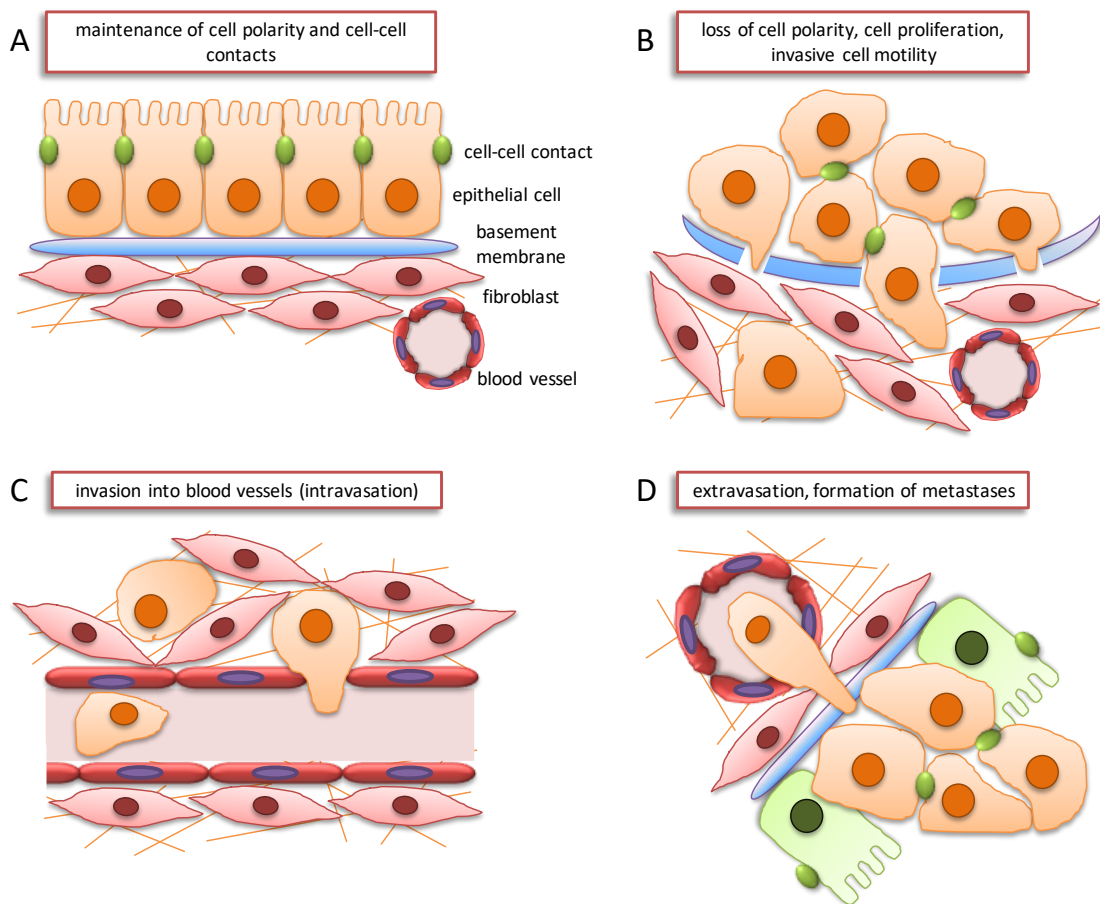 A
maintenance of cell polarity and cell-cell
contacts
cell-cell contact
epithelial cell
basement
membrane
fibroblast
blood vessel
B
loss of cell polarity, cell proliferation,
invasive cell motility
C
invasion into blood vessels (intravasation)
D
extravasation, formation of metastases